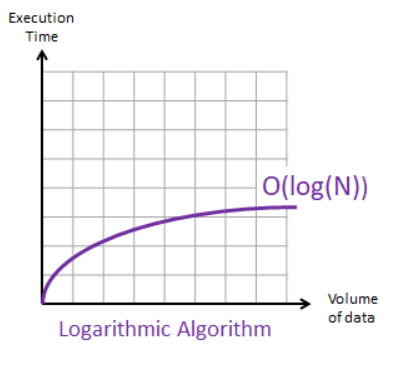 Execution
Time
O(log(N))
Volume
of data
Logarithmic Algorithm